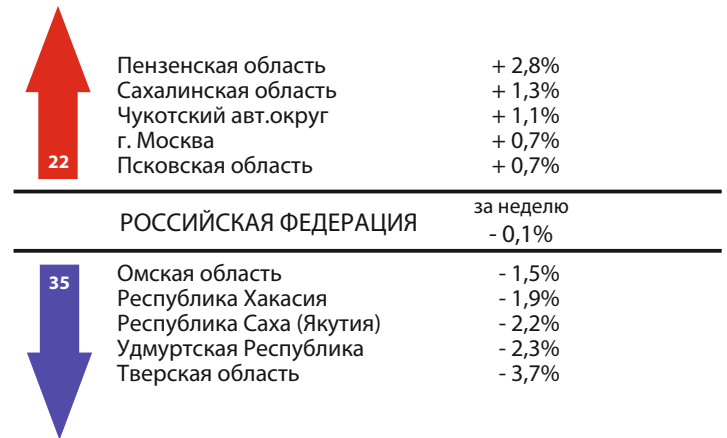 Пензенская область + 2,8%
Сахалинская область + 1,3%
Чукотский авт.округ + 1,1%
г. Москва + 0,7%
22 Псковская область + 0,7%
РОССИЙСКАЯ ФЕДЕРАЦИЯ за неделю
- 0,1%
35 Омская область - 1,5%
Республика Хакасия - 1,9%
Республика Саха (Якутия) - 2,2%
Удмуртская Республика - 2,3%
Тверская область - 3,7%